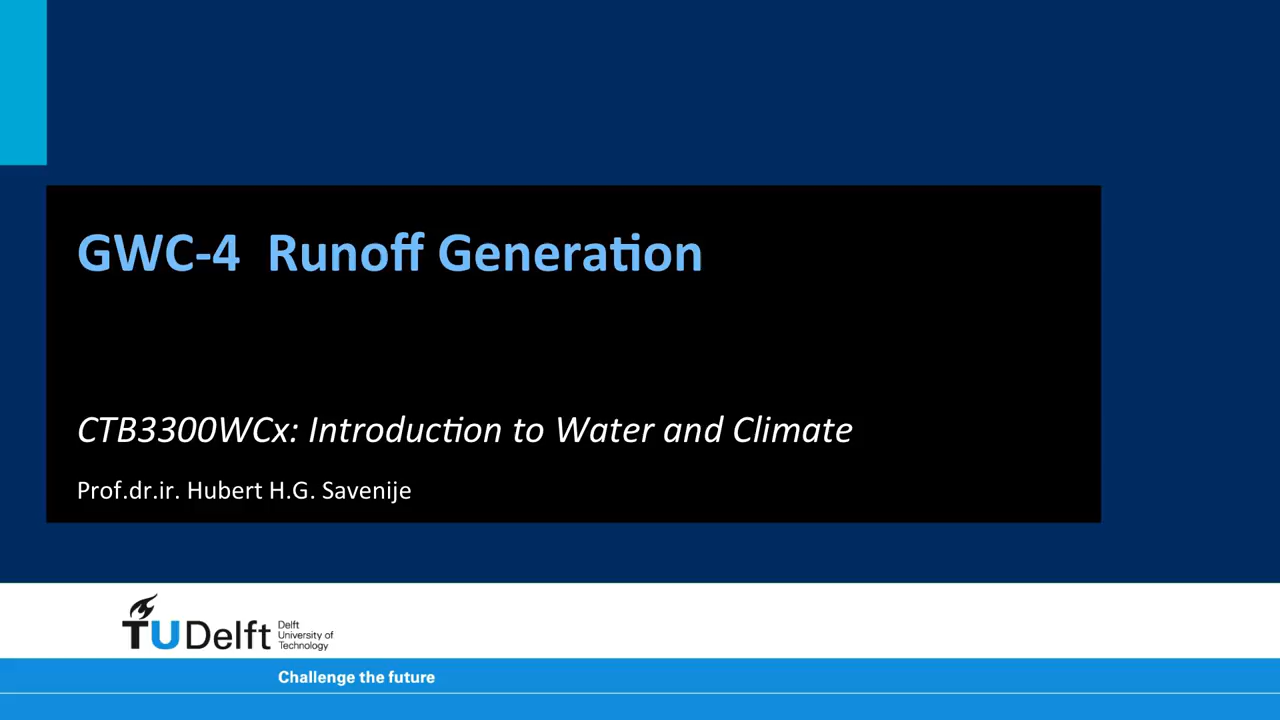 GWC-4 Runoff Generation
CTB3300WCx: Introduction to Water and Climate
Prof.dr.ir. Hubert H.G. Savenije
TUDelft
Delft
University of
Technology
Challenge the future